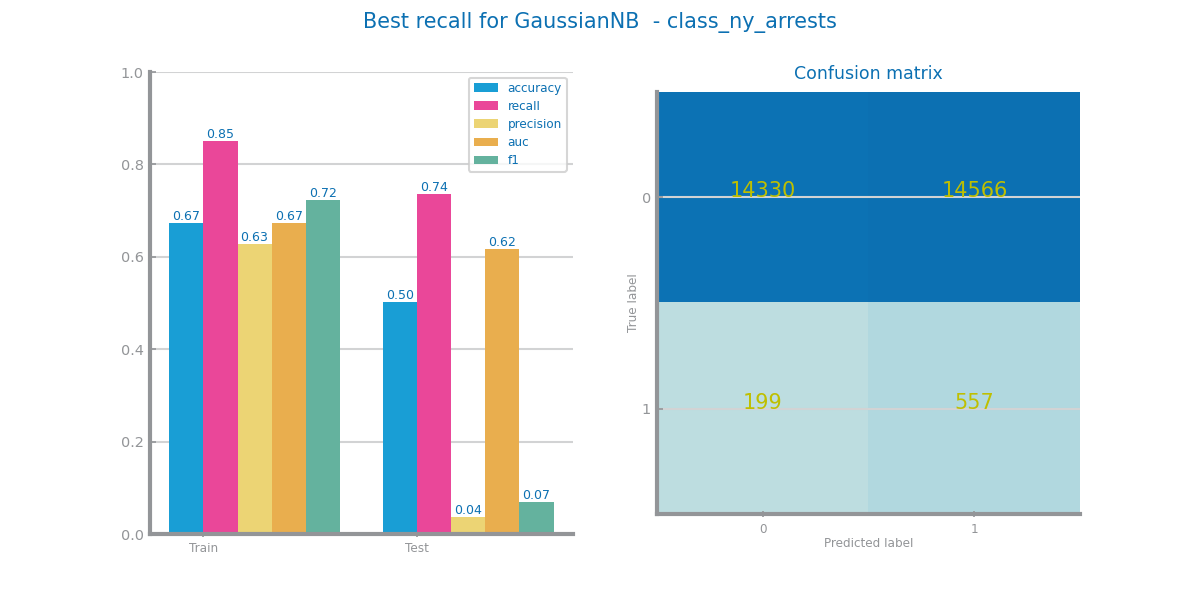 Best recall for GaussianNB - class_ny_arrests
1.0
0.8
0.6
0.4
0.2
0.0
0.67
0.85
0.63
0.67
0.72
0.50
0.74
0.04
0.62
0.07
Train
Test
accuracy
recall
precision
auc
f1
Confusion matrix
True label
0
1
14330
14566
199
557
0
1
Predicted label